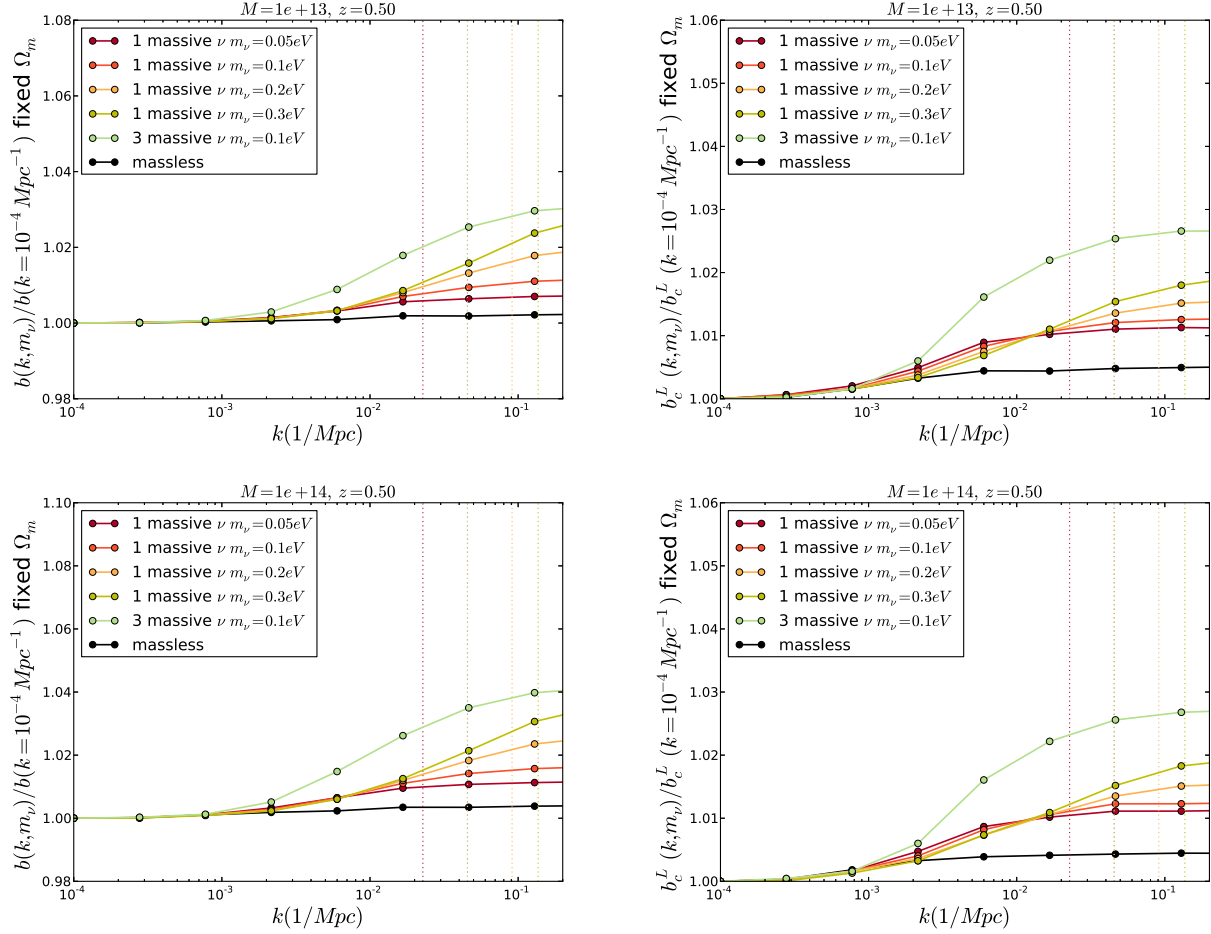 M=1e+13, z=0.50
b(k,m_ν)/b(k=10^{-4} Mpc^{-1}) fixed Ω_m
1.08
1.06
1.04
1.02
1.00
0.98
1 massive ν m_ν=0.05eV
1 massive ν m_ν=0.1eV
1 massive ν m_ν=0.2eV
1 massive ν m_ν=0.3eV
3 massive ν m_ν=0.1eV
massless
10^{-4} 10^{-3} 10^{-2} 10^{-1}
k(1/Mpc)
M=1e+13, z=0.50
b_c^L (k,m_ν)/b_c^L (k=10^{-4} Mpc^{-1}) fixed Ω_m
1.06
1.05
1.04
1.03
1.02
1.01
1.00
1 massive ν m_ν=0.05eV
1 massive ν m_ν=0.1eV
1 massive ν m_ν=0.2eV
1 massive ν m_ν=0.3eV
3 massive ν m_ν=0.1eV
massless
10^{-4} 10^{-3} 10^{-2} 10^{-1}
k(1/Mpc)
M=1e+14, z=0.50
b(k,m_ν)/b(k=10^{-4} Mpc^{-1}) fixed Ω_m
1.10
1.08
1.06
1.04
1.02
1.00
0.98
1 massive ν m_ν=0.05eV
1 massive ν m_ν=0.1eV
1 massive ν m_ν=0.2eV
1 massive ν m_ν=0.3eV
3 massive ν m_ν=0.1eV
massless
10^{-4} 10^{-3} 10^{-2} 10^{-1}
k(1/Mpc)
M=1e+14, z=0.50
b_c^L (k,m_ν)/b_c^L (k=10^{-4} Mpc^{-1}) fixed Ω_m
1.06
1.05
1.04
1.03
1.02
1.01
1.00
1 massive ν m_ν=0.05eV
1 massive ν m_ν=0.1eV
1 massive ν m_ν=0.2eV
1 massive ν m_ν=0.3eV
3 massive ν m_ν=0.1eV
massless
10^{-4} 10^{-3} 10^{-2} 10^{-1}
k(1/Mpc)